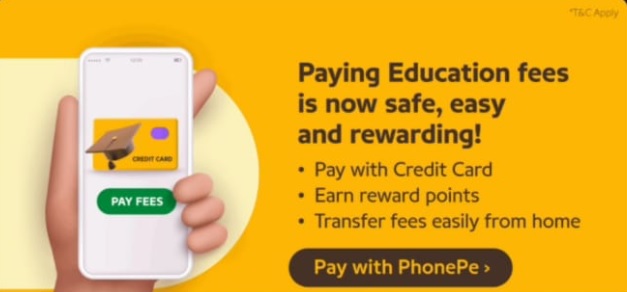 *T&C Apply
Paying Education fees
is now safe, easy
and rewarding!
• Pay with Credit Card
• Earn reward points
• Transfer fees easily from home
Pay with PhonePe ›
CREDIT CARD
PAY FEES